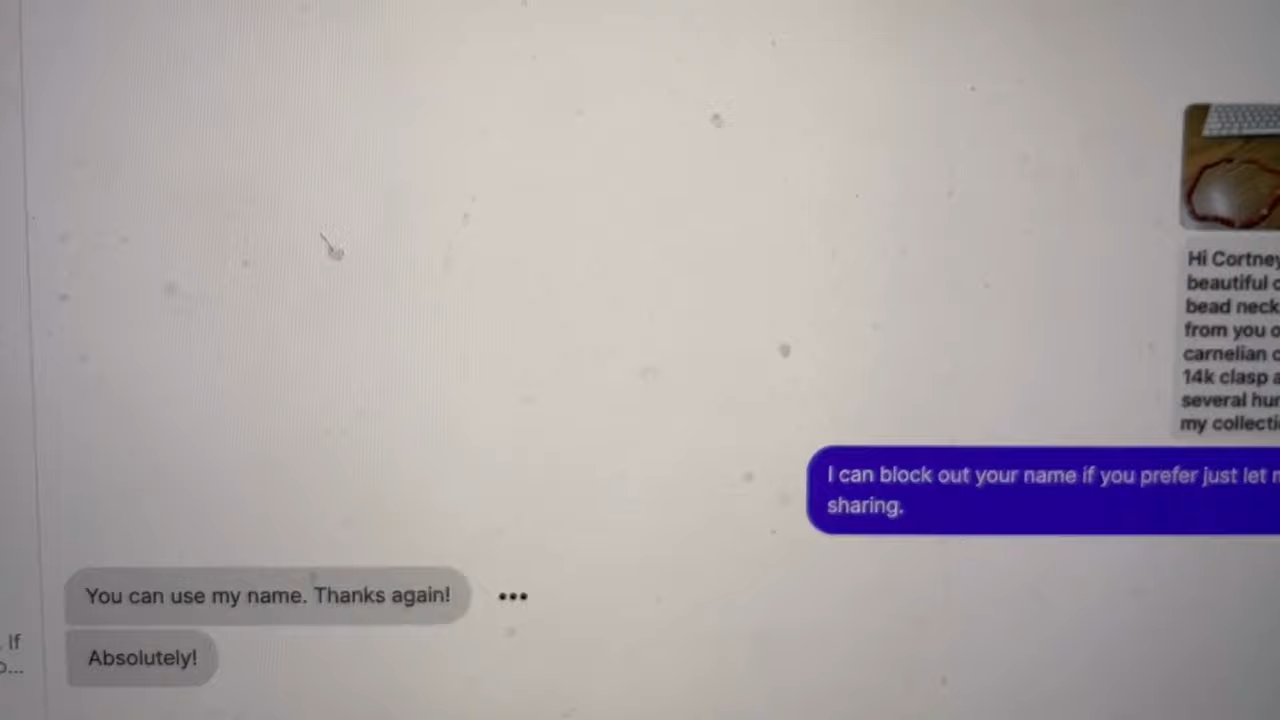 Hi Cortney
beautiful
bead neck
from you
carnelian
14k clasp
several hu
my collecti
I can block out your name if you prefer just let
sharing.
You can use my name. Thanks again!
Absolutely!
If